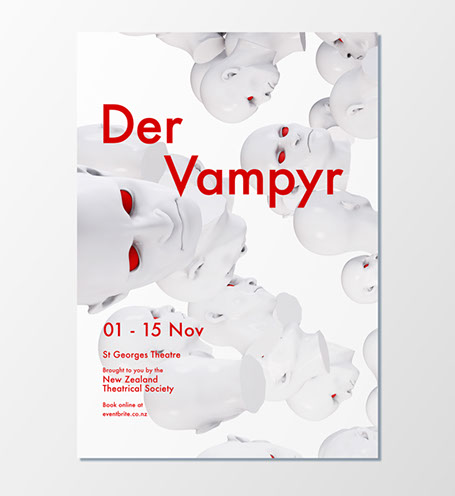 Der
Vampyr
01 - 15 Nov
St Georges Theatre
Brought to you by the
New Zealand
Theatrical Society
Book online at
eventbrite.co.nz